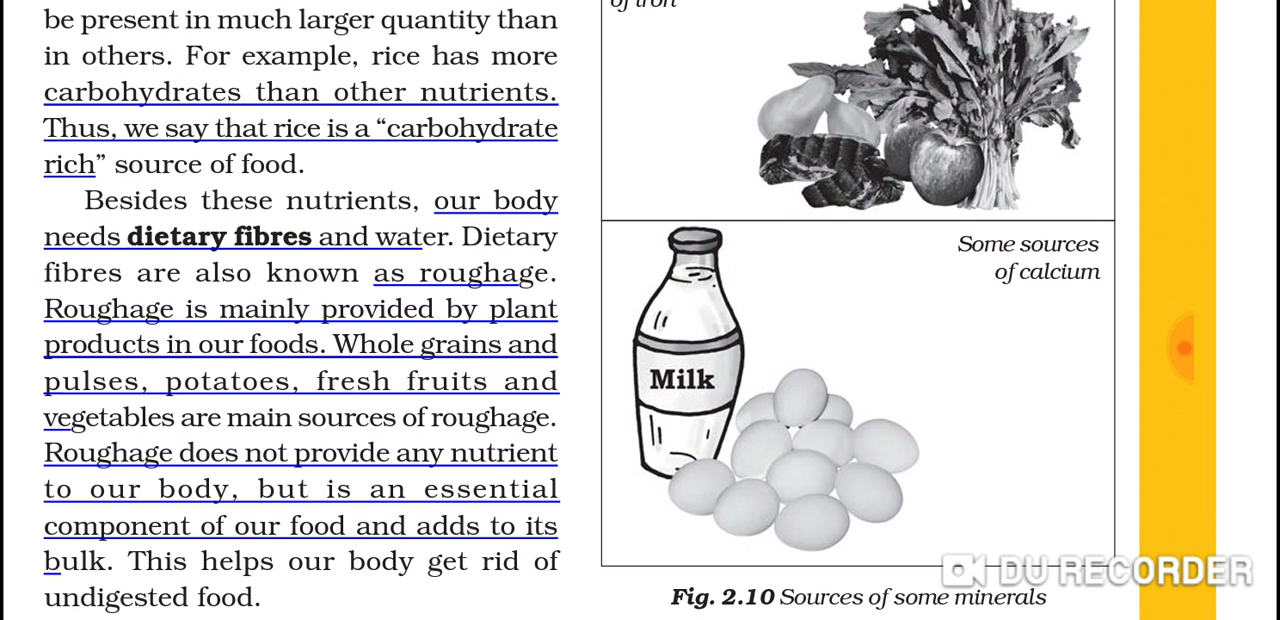 be present in much larger quantity than
in others. For example, rice has more
carbohydrates than other nutrients.
Thus, we say that rice is a “carbohydrate
rich” source of food.
Besides these nutrients, our body
needs dietary fibres and water. Dietary
fibres are also known as roughage.
Roughage is mainly provided by plant
products in our foods. Whole grains and
pulses, potatoes, fresh fruits and
vegetables are main sources of roughage.
Roughage does not provide any nutrient
to our body, but is an essential
component of our food and adds to its
bulk. This helps our body get rid of
undigested food.
of iron
Some sources
of calcium
Milk
Fig. 2.10 Sources of some minerals
DU RECORDER